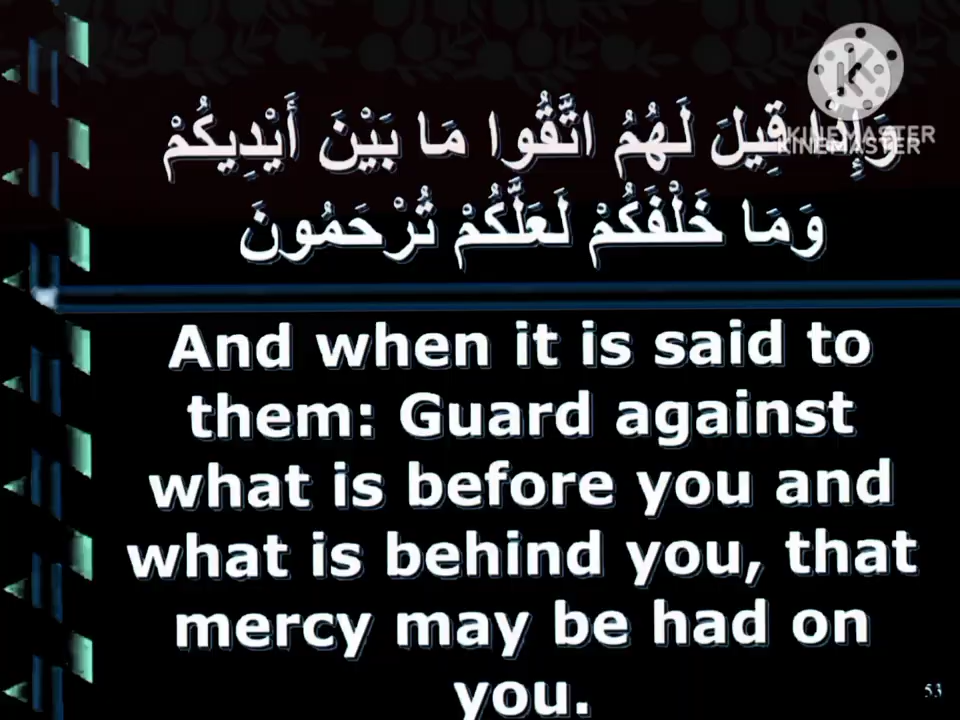 وَإِذَا قِيلَ لَهُمُ اتَّقُوا مَا بَيْنَ أَيْدِيكُمْ
KINEMASTER
KINEMASTER
وَمَا خَلْفَكُمْ لَعَلَّكُمْ تُرْحَمُونَ
And when it is said to
them: Guard against
what is before you and
what is behind you, that
mercy may be had on
you.
53